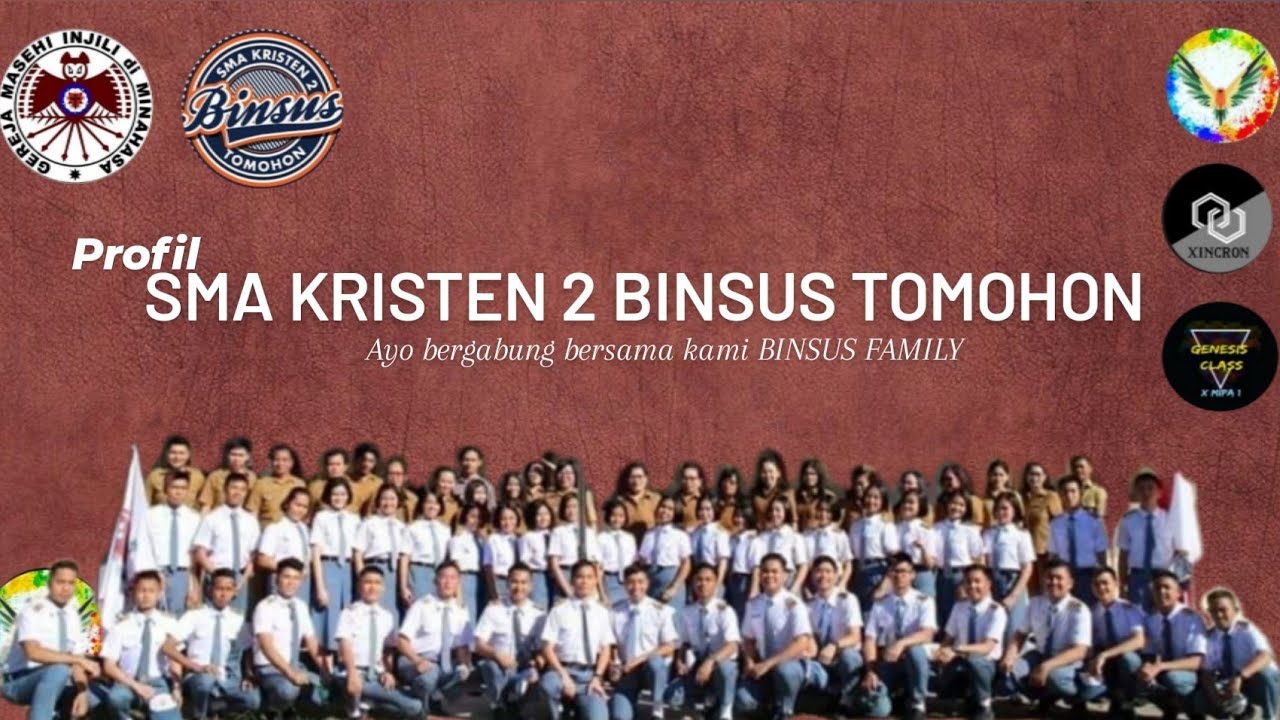 GEREJA MASEHI INJILI di MINAHASA
SMA KRISTEN 2
Binsus
TOMOHON
Profil
SMA KRISTEN 2 BINSUS TOMOHON
Ayo bergabung bersama kami BINSUS FAMILY
XINCRON
GENESIS
CLASS
X MIPA 1